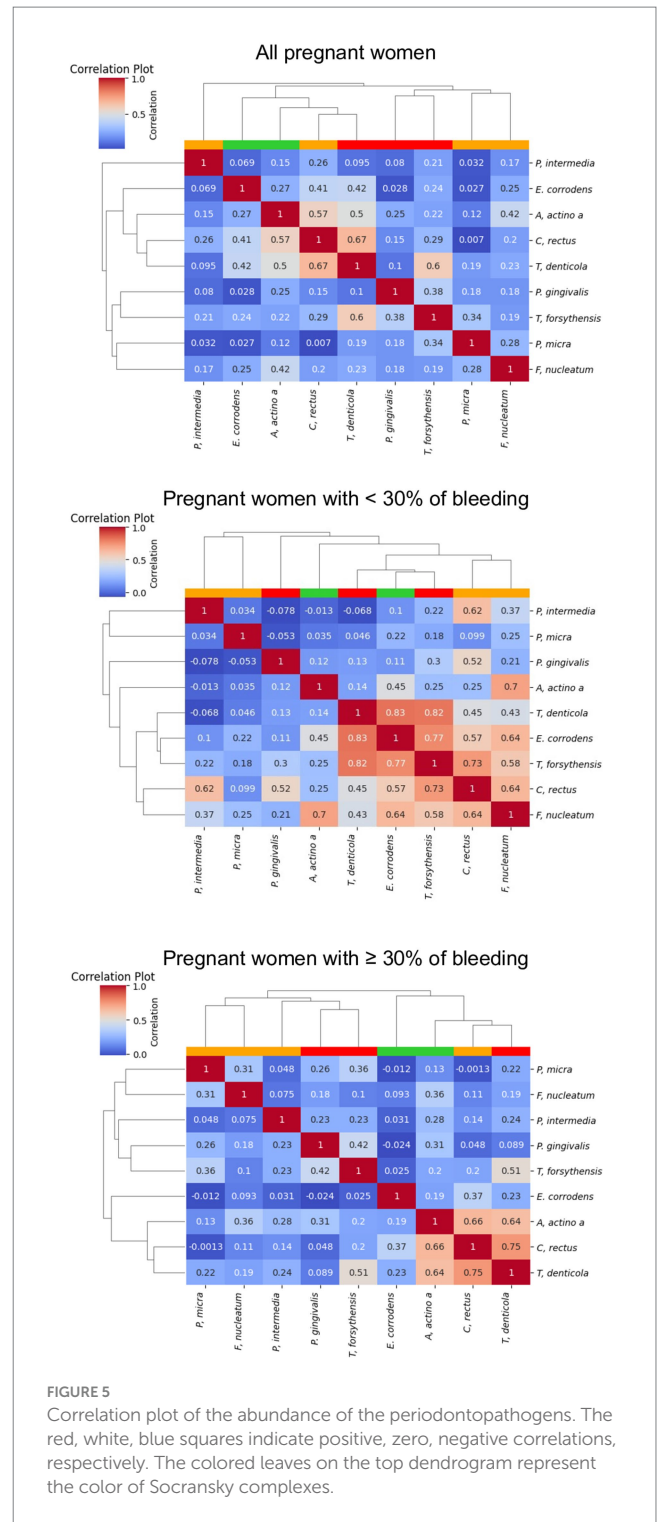 All pregnant women
Correlation Plot
1.0
0.5
0.0
Correlation
1 0.069 0.15 0.26 0.095 0.08 0.21 0.032 0.17 P, intermedia
0.069 1 0.27 0.41 0.42 0.028 0.24 0.027 0.25 E. corrodens
0.15 0.27 1 0.57 0.5 0.25 0.22 0.12 0.42 A, actino a
0.26 0.41 0.57 1 0.67 0.15 0.29 0.007 0.2 C, rectus
0.095 0.42 0.5 0.67 1 0.1 0.6 0.19 0.23 T, denticola
0.08 0.028 0.25 0.15 0.1 1 0.38 0.18 0.18 P. gingivalis
0.21 0.24 0.22 0.29 0.6 0.38 1 0.34 0.19 T, forsythensis
0.032 0.027 0.12 0.007 0.19 0.18 0.34 1 0.28 P, micra
0.17 0.25 0.42 0.2 0.23 0.18 0.19 0.28 1 F, nucleatum
P, intermedia E. corrodens A, actino a C, rectus T, denticola P. gingivalis T, forsythensis P, micra F, nucleatum
Pregnant women with < 30% of bleeding
Correlation Plot
1.0
0.5
0.0
Correlation
1 0.034 -0.078 -0.013 -0.068 0.1 0.22 0.62 0.37 P, intermedia
0.034 1 -0.053 0.035 0.046 0.22 0.18 0.099 0.25 P, micra
-0.078 -0.053 1 0.12 0.13 0.11 0.3 0.52 0.21 P. gingivalis
-0.013 0.035 0.12 1 0.14 0.45 0.25 0.25 0.7 A, actino a
-0.068 0.046 0.13 0.14 1 0.83 0.82 0.45 0.43 T, denticola
0.1 0.22 0.11 0.45 0.83 1 0.77 0.57 0.64 E. corrodens
0.22 0.18 0.3 0.25 0.82 0.77 1 0.73 0.58 T, forsythensis
0.62 0.099 0.52 0.25 0.45 0.57 0.73 1 0.64 C, rectus
0.37 0.25 0.21 0.7 0.43 0.64 0.58 0.64 1 F, nucleatum
P, intermedia P, micra P. gingivalis A, actino a T, denticola E. corrodens T, forsythensis C, rectus F, nucleatum
Pregnant women with ≥ 30% of bleeding
Correlation Plot
1.0
0.5
0.0
Correlation
1 0.31 0.048 0.26 0.36 -0.012 0.13 -0.0013 0.22 P, micra
0.31 1 0.075 0.18 0.1 0.093 0.36 0.11 0.19 F, nucleatum
0.048 0.075 1 0.23 0.23 0.031 0.28 0.14 0.24 P, intermedia
0.26 0.18 0.23 1 0.42 -0.024 0.31 0.048 0.089 P. gingivalis
0.36 0.1 0.23 0.42 1 0.025 0.2 0.2 0.51 T, forsythensis
-0.012 0.093 0.031 -0.024 0.025 1 0.19 0.37 0.23 E. corrodens
0.13 0.36 0.28 0.31 0.2 0.19 1 0.66 0.64 A, actino a
-0.0013 0.11 0.14 0.048 0.2 0.37 0.66 1 0.75 C, rectus
0.22 0.19 0.24 0.089 0.51 0.23 0.64 0.75 1 T, denticola
P, micra F, nucleatum P, intermedia P. gingivalis T, forsythensis E. corrodens A, actino a C, rectus T, denticola
FIGURE 5
Correlation plot of the abundance of the periodontopathogens. The
red, white, blue squares indicate positive, zero, negative correlations,
respectively. The colored leaves on the top dendrogram represent
the color of Socransky complexes.